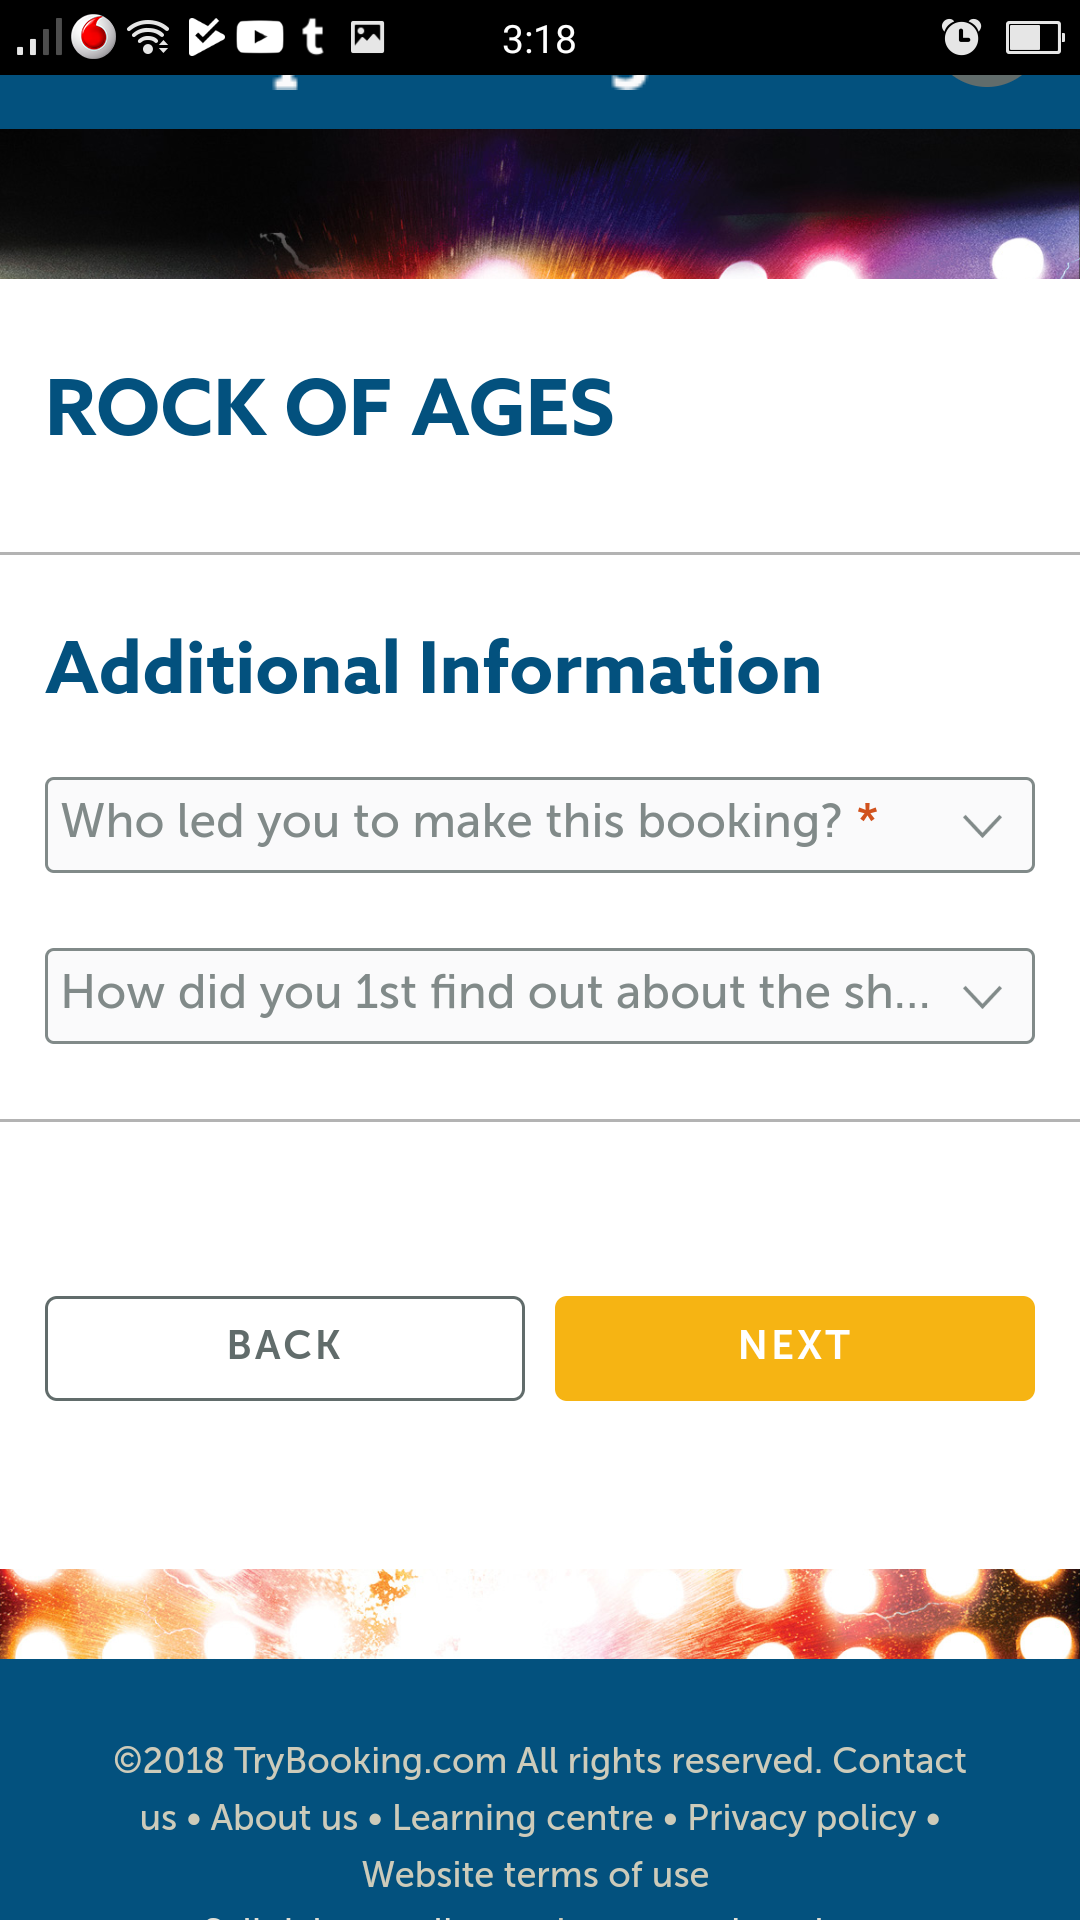 3:18
ROCK OF AGES
Additional Information
Who led you to make this booking? *
How did you 1st find out about the sh...
BACK
NEXT
©2018 TryBooking.com All rights reserved. Contact
us • About us • Learning centre • Privacy policy •
Website terms of use